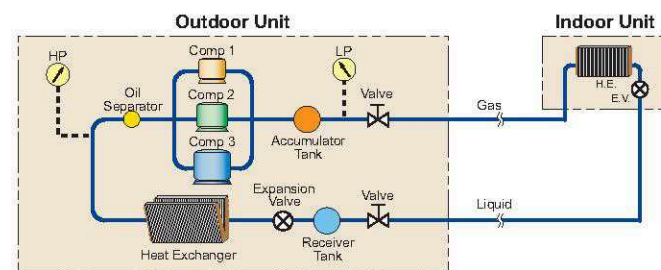 Outdoor Unit
Indoor Unit
HP
Comp 1
LP
Oil
Separator
Comp 2
Valve
H.E.
E.V.
Gas
Comp 3
Accumulator
Tank
Expansion
Valve
Valve
Liquid
Heat Exchanger
Receiver
Tank